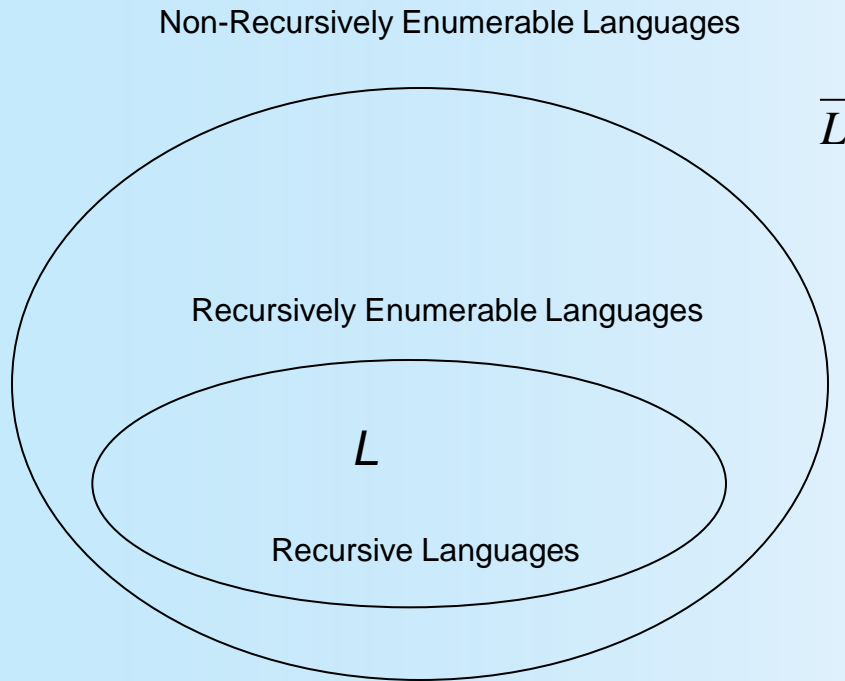 Non-Recursively Enumerable Languages
L̅
Recursively Enumerable Languages
L
Recursive Languages